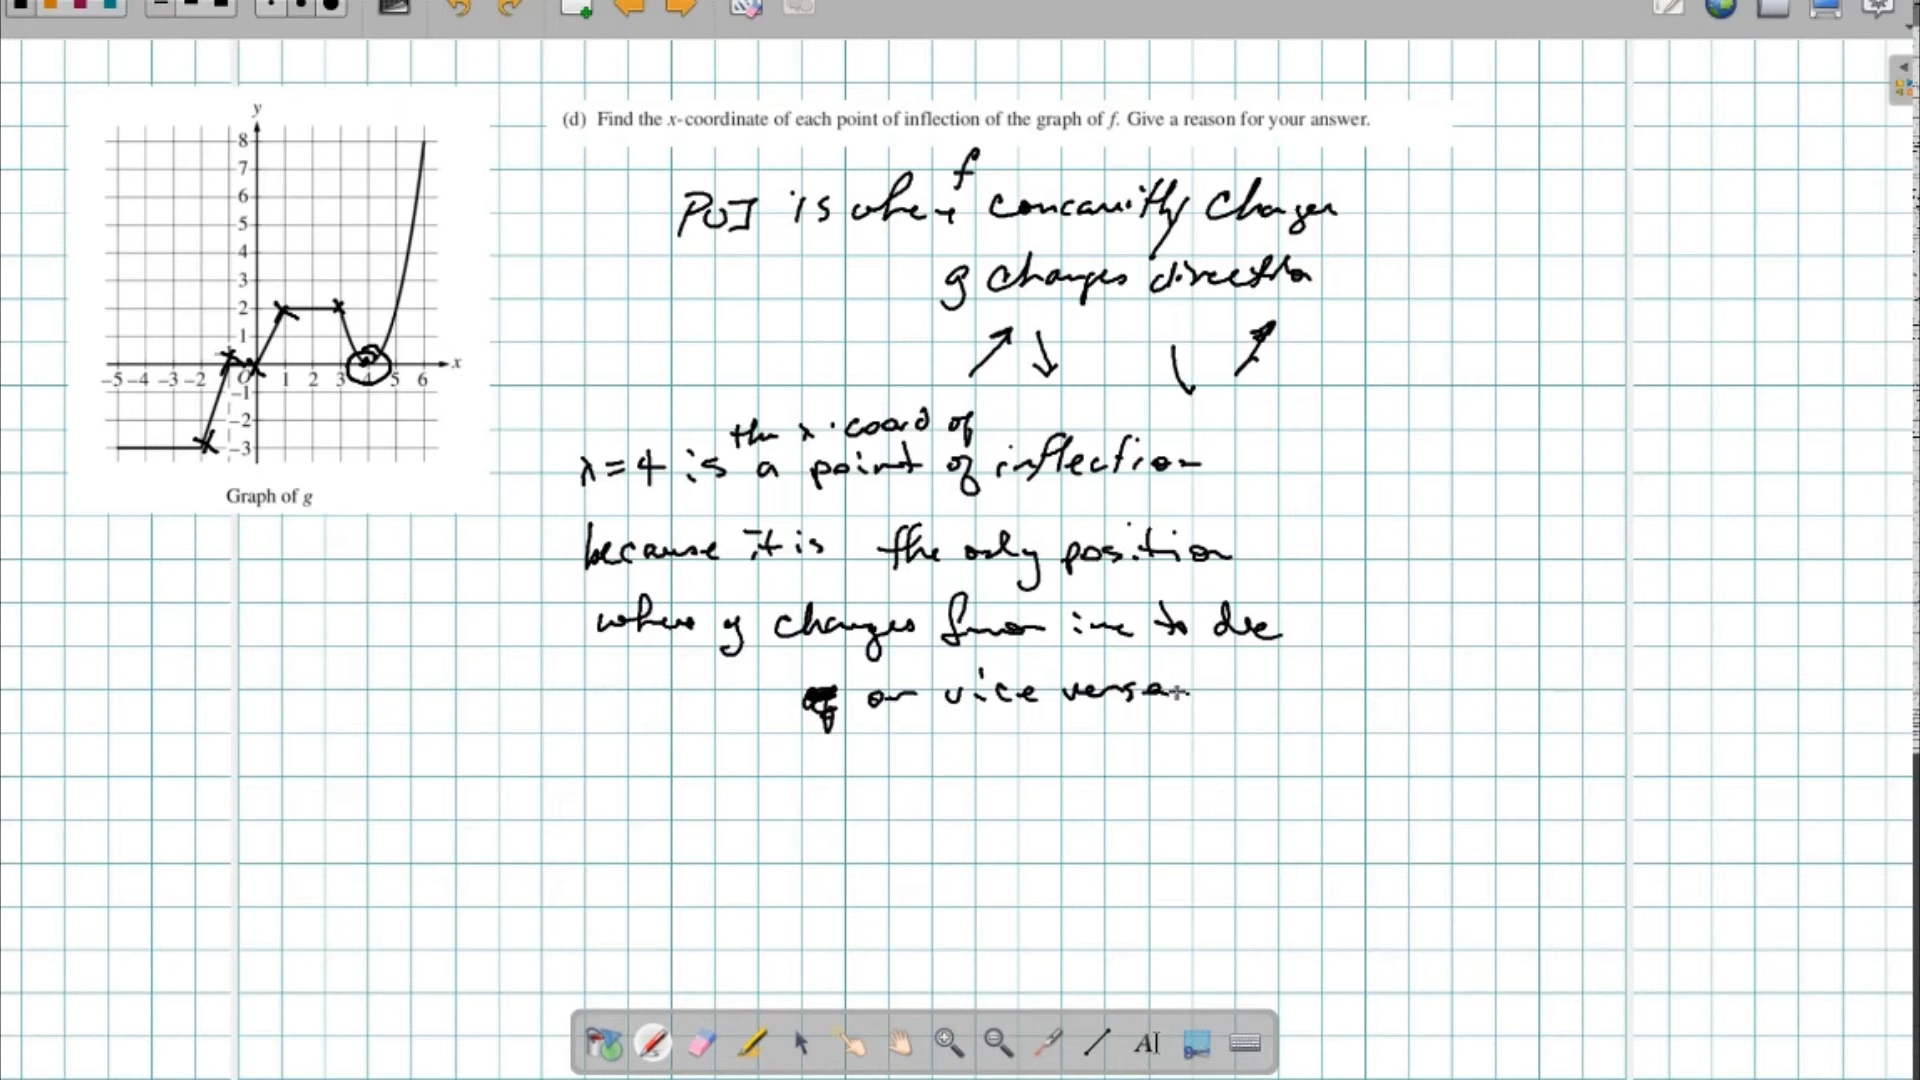 (d) Find the x-coordinate of each point of inflection of the graph of f. Give a reason for your answer.
y
8
7
6
5
4
3
2
1
-5 -4 -3 -2 O 1 2 3 4 5 6 x
-1
-2
-3
Graph of g
f
POI is where concavity changes
g changes direction
the x-coord of
x=4 is a point of inflection
because it is the only position
where g changes from inc to dec
or vice versa
AI